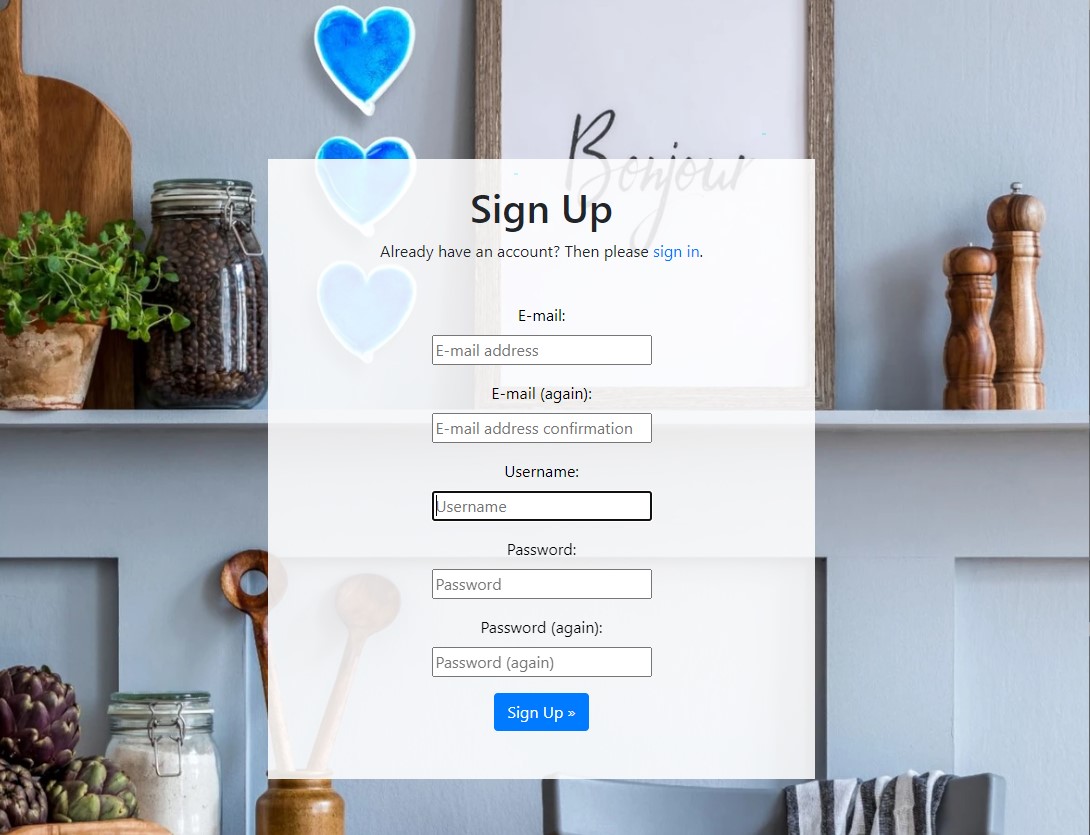 Bonjour
Sign Up
Already have an account? Then please sign in.
E-mail:
E-mail address
E-mail (again):
E-mail address confirmation
Username:
Username
Password:
Password
Password (again):
Password (again)
Sign Up »